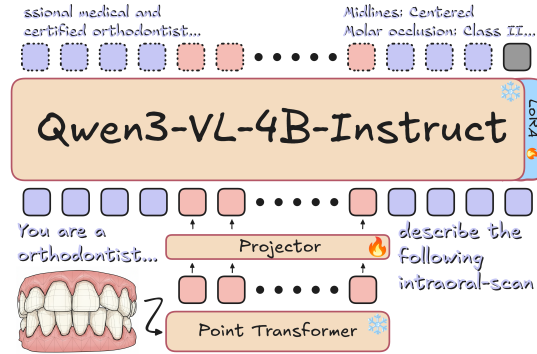 ssional medical and
certified orthodontist...
Midlines: Centered
Molar occlusion: Class II...
Qwen3-VL-4B-Instruct
LoRA
You are a
orthodontist...
Projector
describe the
following
intraoral-scan
Point Transformer